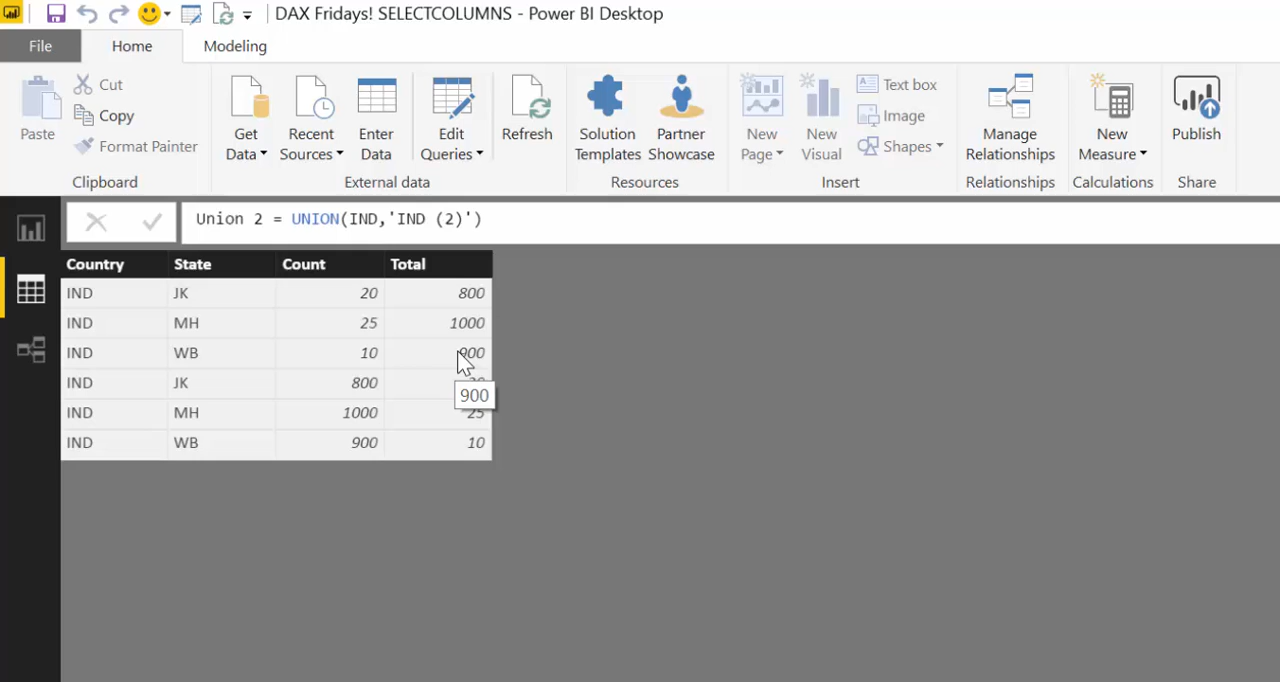 DAX Fridays! SELECTCOLUMNS - Power BI Desktop
File Home Modeling
Paste
Cut
Copy
Format Painter
Clipboard
Get Data
Recent Sources
Enter Data
Edit Queries
Refresh
External data
Solution Templates
Partner Showcase
Resources
New Page
New Visual
Text box
Image
Shapes
Insert
Manage Relationships
Relationships
New Measure
Calculations
Publish
Share
Union 2 = UNION(IND,'IND (2)')
Country State Count Total
IND JK 20 800
IND MH 25 1000
IND WB 10 900
IND JK 800
900
IND MH 1000 25
IND WB 900 10